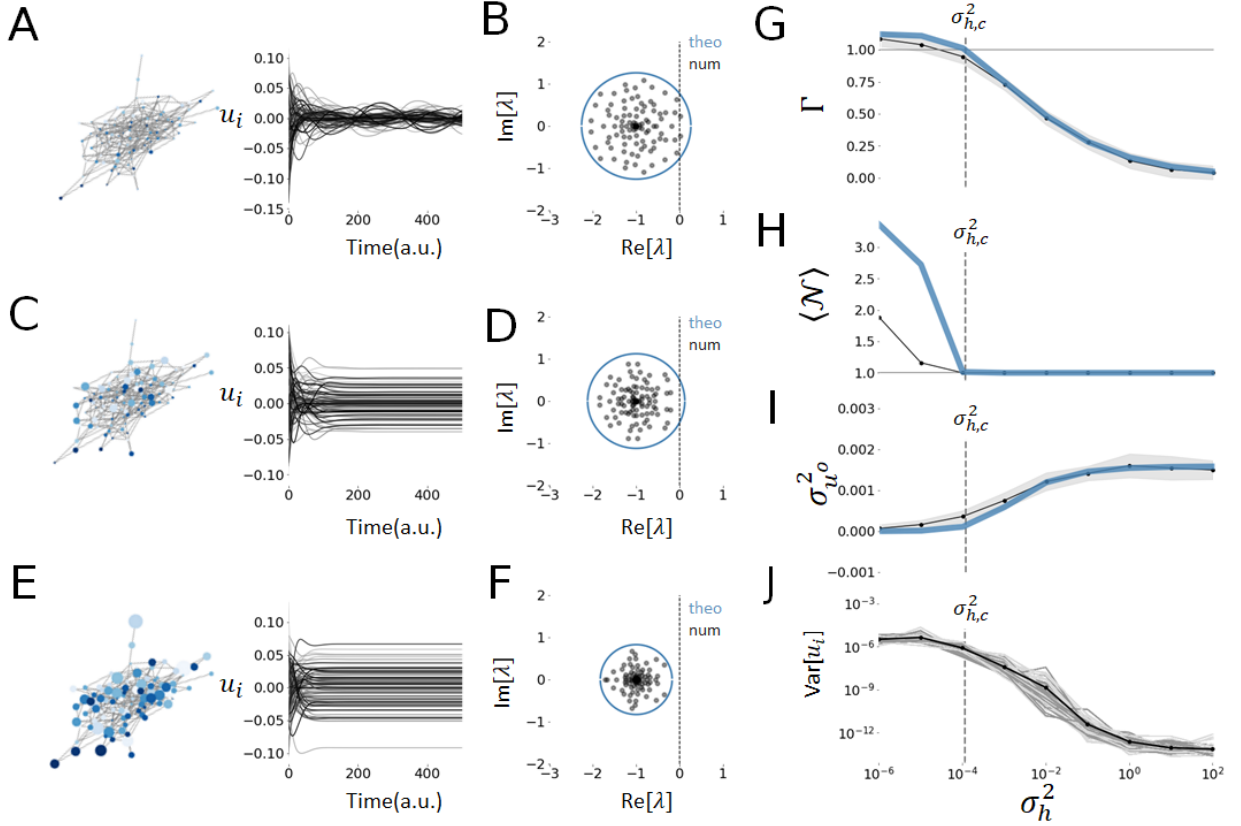 A
u_i
0.10
0.05
0.00
−0.05
−0.10
−0.15
0
200
400
Time(a.u.)
B
Im[λ]
2
1
0
−1
−2
−3
−2
−1
0
1
Re[λ]
theo
num
C
u_i
0.10
0.05
0.00
−0.05
−0.10
0
200
400
Time(a.u.)
D
Im[λ]
2
1
0
−1
−2
−3
−2
−1
0
1
Re[λ]
theo
num
E
u_i
0.10
0.05
0.00
−0.05
−0.10
0
200
400
Time(a.u.)
F
Im[λ]
2
1
0
−1
−2
−3
−2
−1
0
1
Re[λ]
theo
num
G
σ²_{h,c}
Γ
1.00
0.75
0.50
0.25
0.00
H
σ²_{h,c}
⟨𝒩⟩
3.0
2.5
2.0
1.5
1.0
I
σ²_{h,c}
σ²_{u^o}
0.003
0.002
0.001
0.000
−0.001
J
σ²_{h,c}
Var[u_i]
10⁻³
10⁻⁶
10⁻⁹
10⁻¹²
10⁻⁶
10⁻⁴
10⁻²
10⁰
10²
σ²_h